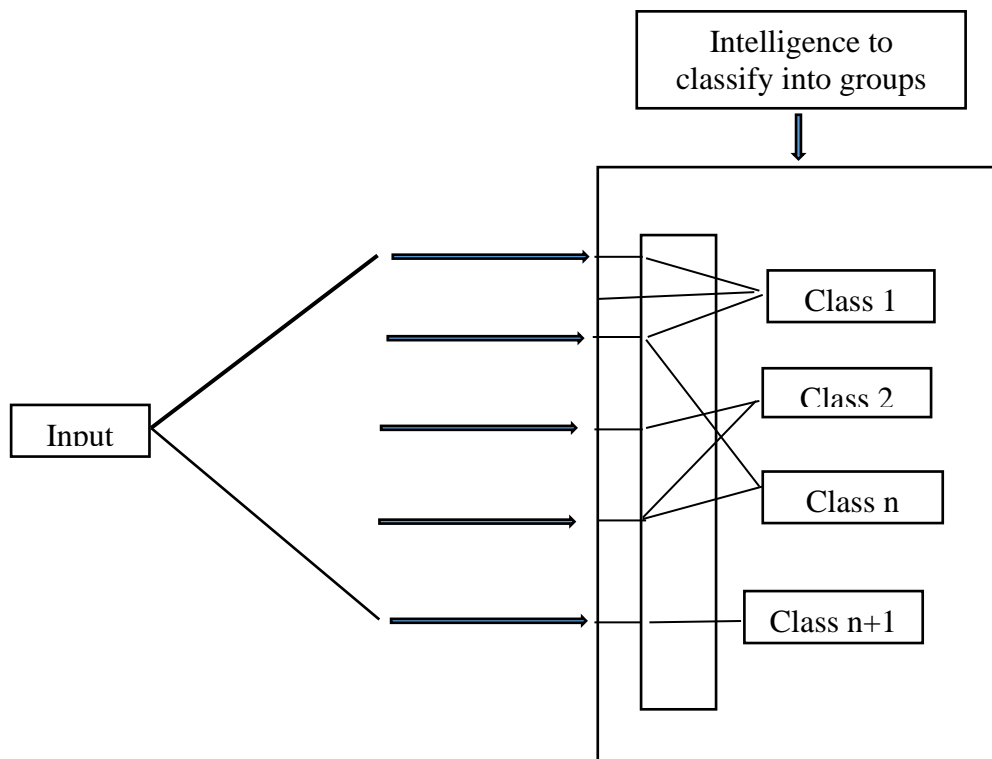 Intelligence to
classify into groups
Class 1
Class 2
Input
Class n
Class n+1